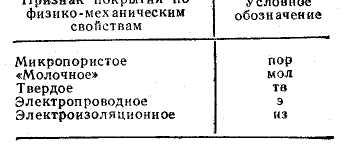 Признак покрытия по Условное
физико-механическим обозначение
свойствам
Микропористое пор
«Молочное» мол
Твердое тв
Электропроводное э
Электроизоляционное из